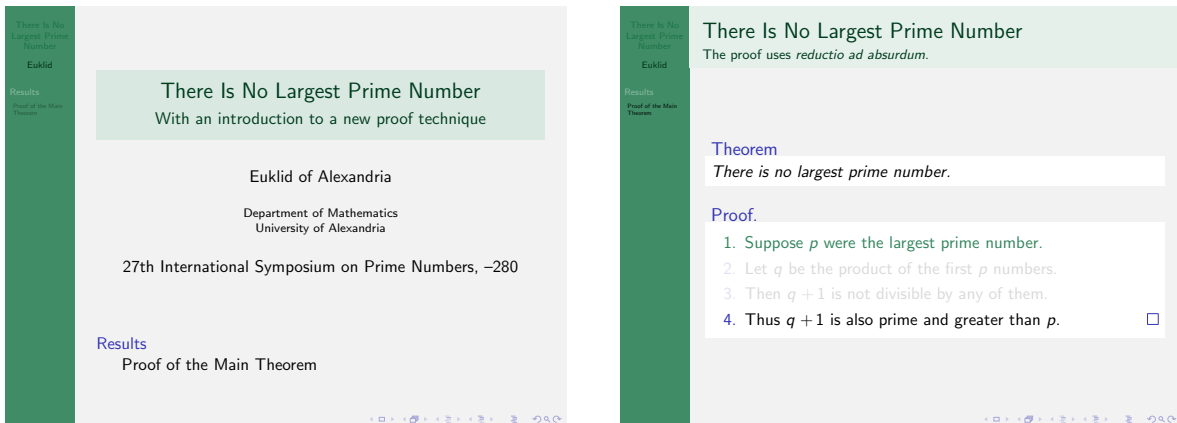 There Is No
Largest Prime
Number
Euklid
Results
Proof of the Main
Theorem
There Is No Largest Prime Number
With an introduction to a new proof technique
Euklid of Alexandria
Department of Mathematics
University of Alexandria
27th International Symposium on Prime Numbers, –280
Results
Proof of the Main Theorem
There Is No
Largest Prime
Number
Euklid
Results
Proof of the Main
Theorem
There Is No Largest Prime Number
The proof uses reductio ad absurdum.
Theorem
There is no largest prime number.
Proof.
1. Suppose p were the largest prime number.
2. Let q be the product of the first p numbers.
3. Then q + 1 is not divisible by any of them.
4. Thus q + 1 is also prime and greater than p. □